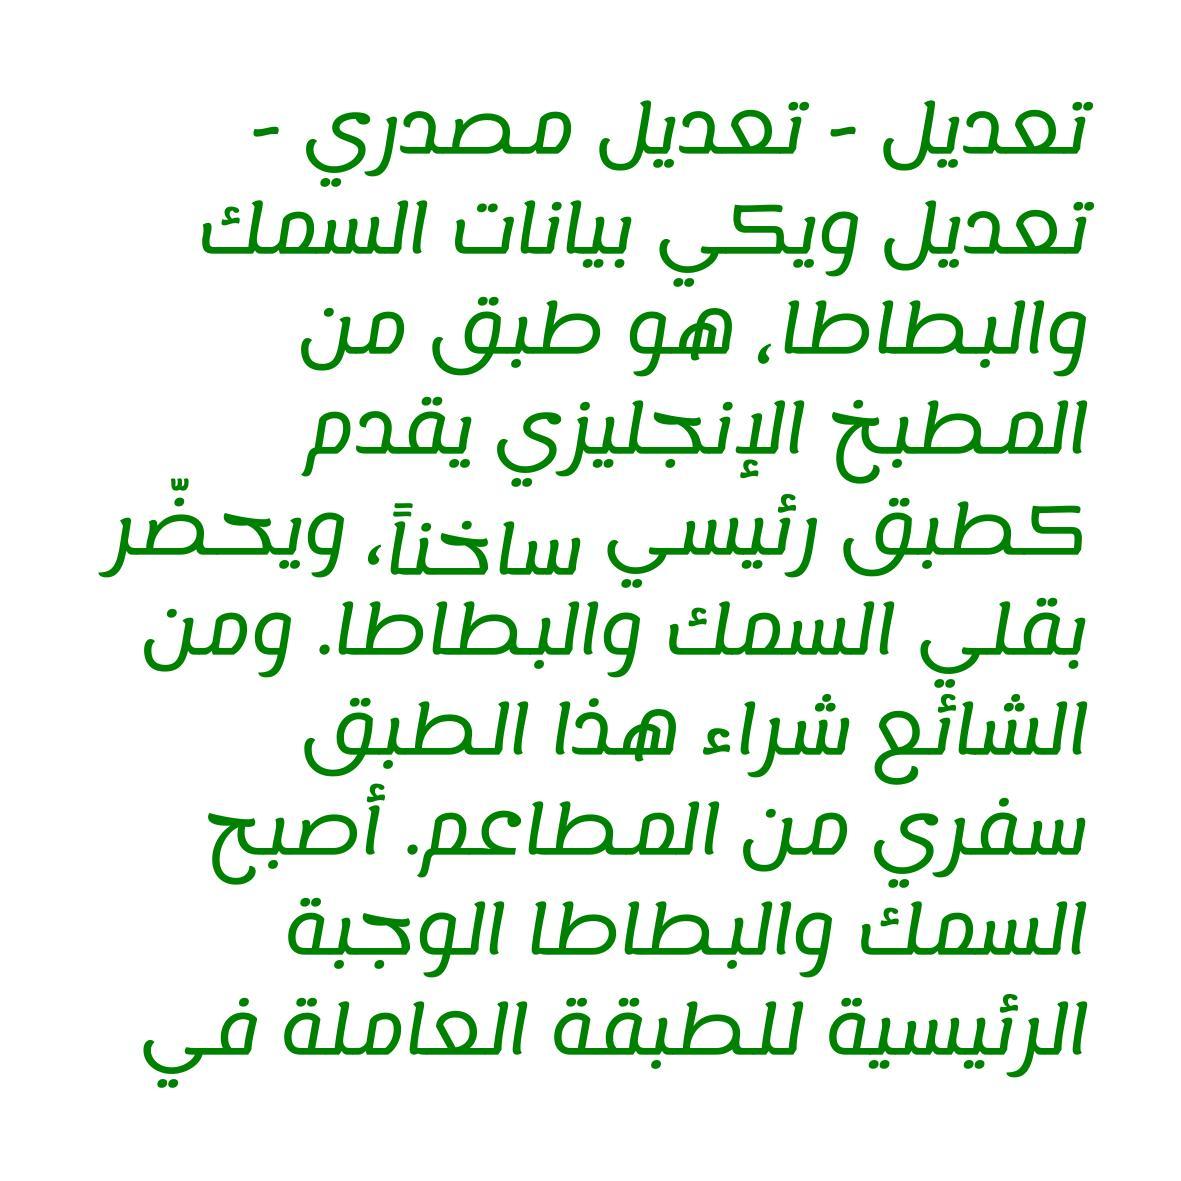 تعديل - تعديل مصدري -
تعديل ويكي بيانات السمك
والبطاطا، هو طبق من
المطبخ الإنجليزي يقدم
كطبق رئيسي ساخناً، ويحضّر
بقلي السمك والبطاطا. ومن
الشائع شراء هذا الطبق
سفري من المطاعم. أصبح
السمك والبطاطا الوجبة
الرئيسية للطبقة العاملة في